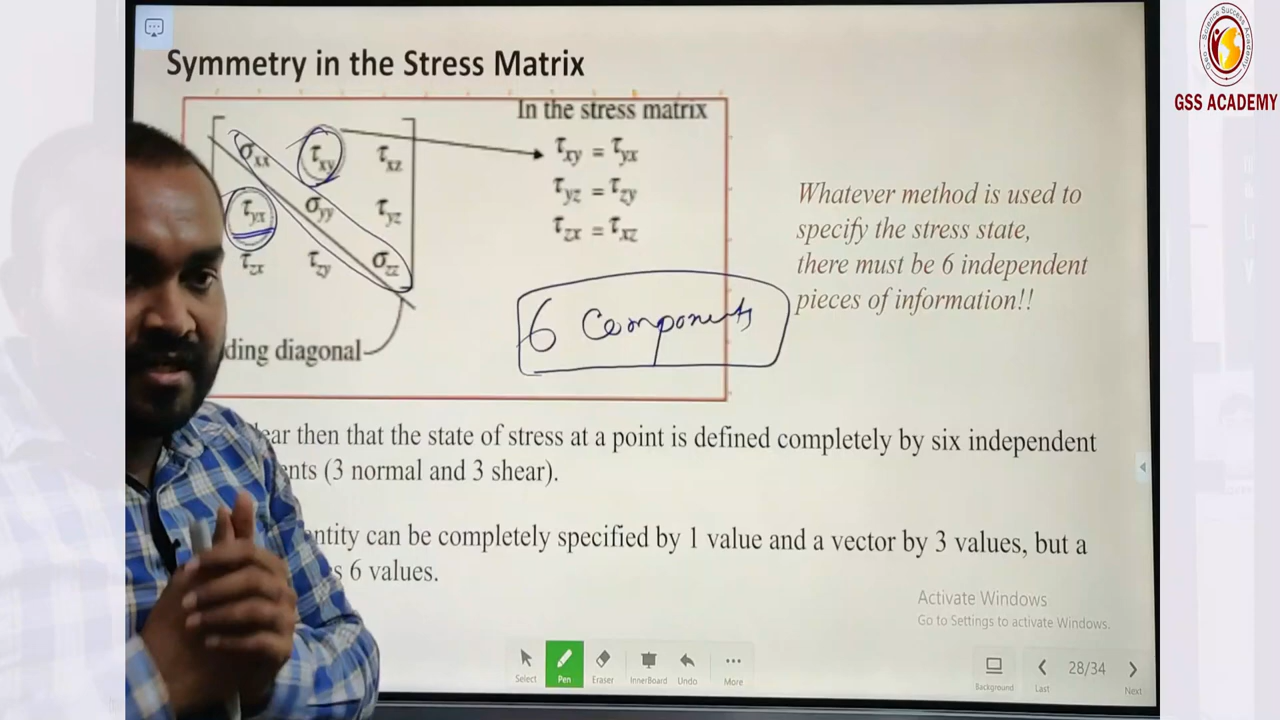 Symmetry in the Stress Matrix
In the stress matrix
σxx τxy τxz
τxy = τyx
τyx σyy τyz
τyz = τzy
τzx τzy σzz
τzx = τxz
6 Components
ding diagonal
Whatever method is used to
specify the stress state,
there must be 6 independent
pieces of information!!
ear then that the state of stress at a point is defined completely by six independent
ents (3 normal and 3 shear).
ntity can be completely specified by 1 value and a vector by 3 values, but a
s 6 values.
Activate Windows
Go to Settings to activate Windows.
Select Pen Eraser InnerBoard Undo More
Background Last 28/34 Next
Geo Science Success Academy
GSS ACADEMY